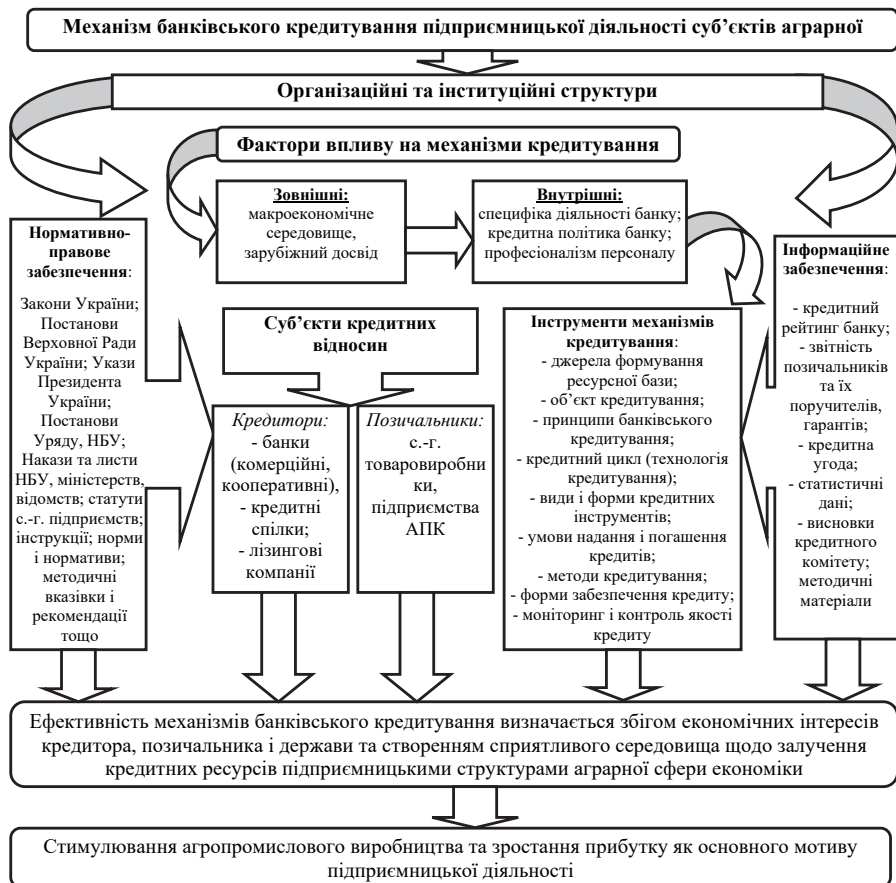 Механізм банківського кредитування підприємницької діяльності суб’єктів аграрної
Організаційні та інституційні структури
Фактори впливу на механізми кредитування
Зовнішні:
макроекономічне
середовище,
зарубіжний досвід
Внутрішні:
специфіка діяльності банку;
кредитна політика банку;
професіоналізм персоналу
Нормативно-
правове
забезпечення:
Закони України;
Постанови
Верховної Ради
України; Укази
Президента
України;
Постанови
Уряду, НБУ;
Накази та листи
НБУ, міністерств,
відомств; статути
с.-г. підприємств;
інструкції; норми
і нормативи;
методичні
вказівки і
рекомендації
тощо
Суб’єкти кредитних
відносин
Кредитори:
- банки
(комерційні,
кооперативні),
- кредитні
спілки;
- лізингові
компанії
Позичальники:
с.-г.
товаровиробни
ки,
підприємства
АПК
Інструменти механізмів
кредитування:
- джерела формування
ресурсної бази;
- об’єкт кредитування;
- принципи банківського
кредитування;
- кредитний цикл (технологія
кредитування);
- види і форми кредитних
інструментів;
- умови надання і погашення
кредитів;
- методи кредитування;
- форми забезпечення кредиту;
- моніторинг і контроль якості
кредиту
Інформаційне
забезпечення:
- кредитний
рейтинг банку;
- звітність
позичальників
та їх
поручителів,
гарантів;
- кредитна
угода;
- статистичні
дані;
- висновки
кредитного
комітету;
методичні
матеріали
Ефективність механізмів банківського кредитування визначається збігом економічних інтересів
кредитора, позичальника і держави та створенням сприятливого середовища щодо залучення
кредитних ресурсів підприємницькими структурами аграрної сфери економіки
Стимулювання агропромислового виробництва та зростання прибутку як основного мотиву
підприємницької діяльності